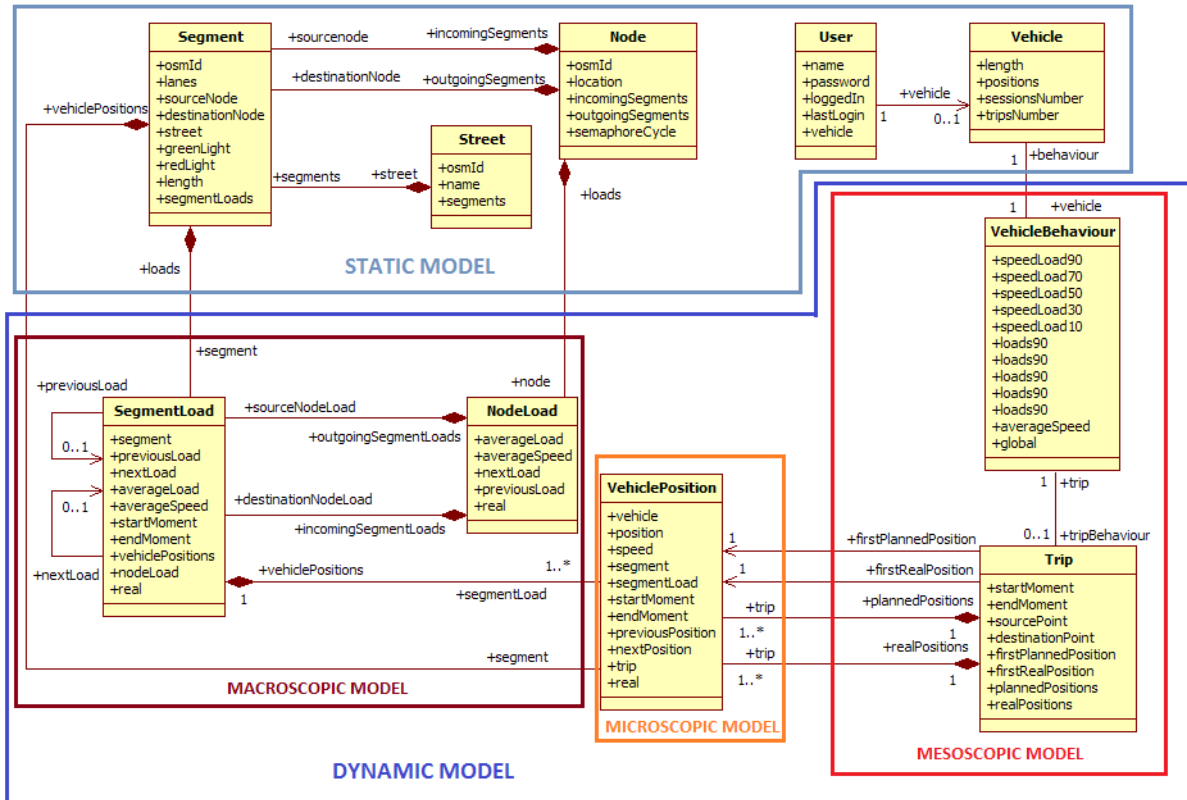 Segment
+osmId
+lanes
+sourceNode
+destinationNode
+street
+greenLight
+redLight
+length
+segmentLoads
+sourcenode
+incomingSegments
+destinationNode
+outgoingSegments
Node
+osmId
+location
+incomingSegments
+outgoingSegments
+semaphoreCycle
User
+name
+password
+loggedIn
+lastLogin
+vehicle
+vehicle
1
0..1
Vehicle
+length
+positions
+sessionsNumber
+tripsNumber
+vehiclePositions
Street
+osmId
+name
+segments
+segments
+street
+loads
+loads
1
+behaviour
STATIC MODEL
1
+vehicle
VehicleBehaviour
+speedLoad90
+speedLoad70
+speedLoad50
+speedLoad30
+speedLoad10
+loads90
+loads90
+loads90
+loads90
+loads90
+averageSpeed
+global
+segment
+node
+previousLoad
0..1
0..1
+nextLoad
SegmentLoad
+segment
+previousLoad
+nextLoad
+averageLoad
+averageSpeed
+startMoment
+endMoment
+vehiclePositions
+nodeLoad
+real
+sourceNodeLoad
+outgoingSegmentLoads
+destinationNodeLoad
+incomingSegmentLoads
NodeLoad
+averageLoad
+averageSpeed
+nextLoad
+previousLoad
+real
+vehiclePositions
1
1..*
+segmentLoad
+segment
MACROSCOPIC MODEL
VehiclePosition
+vehicle
+position
+speed
+segment
+segmentLoad
+startMoment
+endMoment
+previousPosition
+nextPosition
+trip
+real
MICROSCOPIC MODEL
1
+trip
0..1
+tripBehaviour
1
+firstPlannedPosition
1
+firstRealPosition
+plannedPositions
+trip
1..*
1
+realPositions
+trip
1..*
1
Trip
+startMoment
+endMoment
+sourcePoint
+destinationPoint
+firstPlannedPosition
+firstRealPosition
+plannedPositions
+realPositions
MESOSCOPIC MODEL
DYNAMIC MODEL